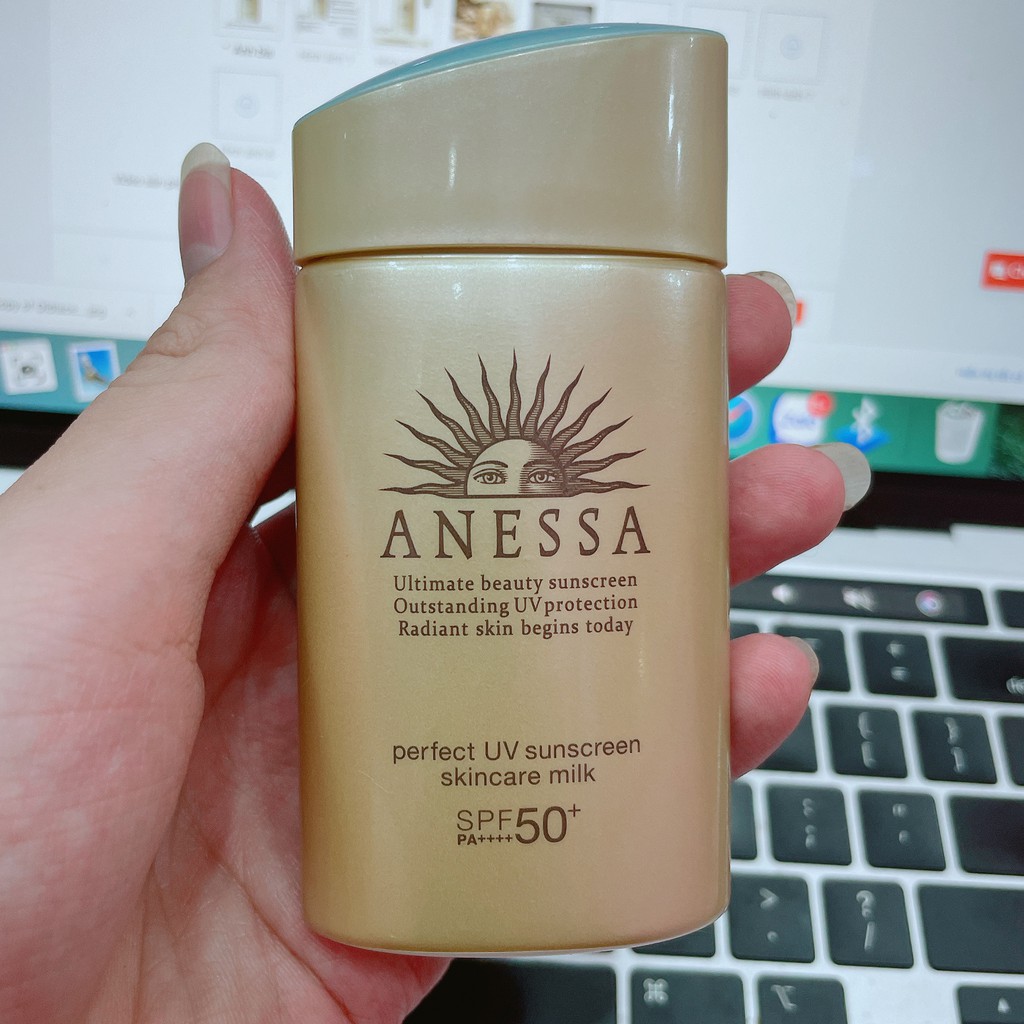 ANESSA
Ultimate beauty sunscreen
Outstanding UV protection
Radiant skin begins today
perfect UV sunscreen
skincare milk
SPF50+
PA++++